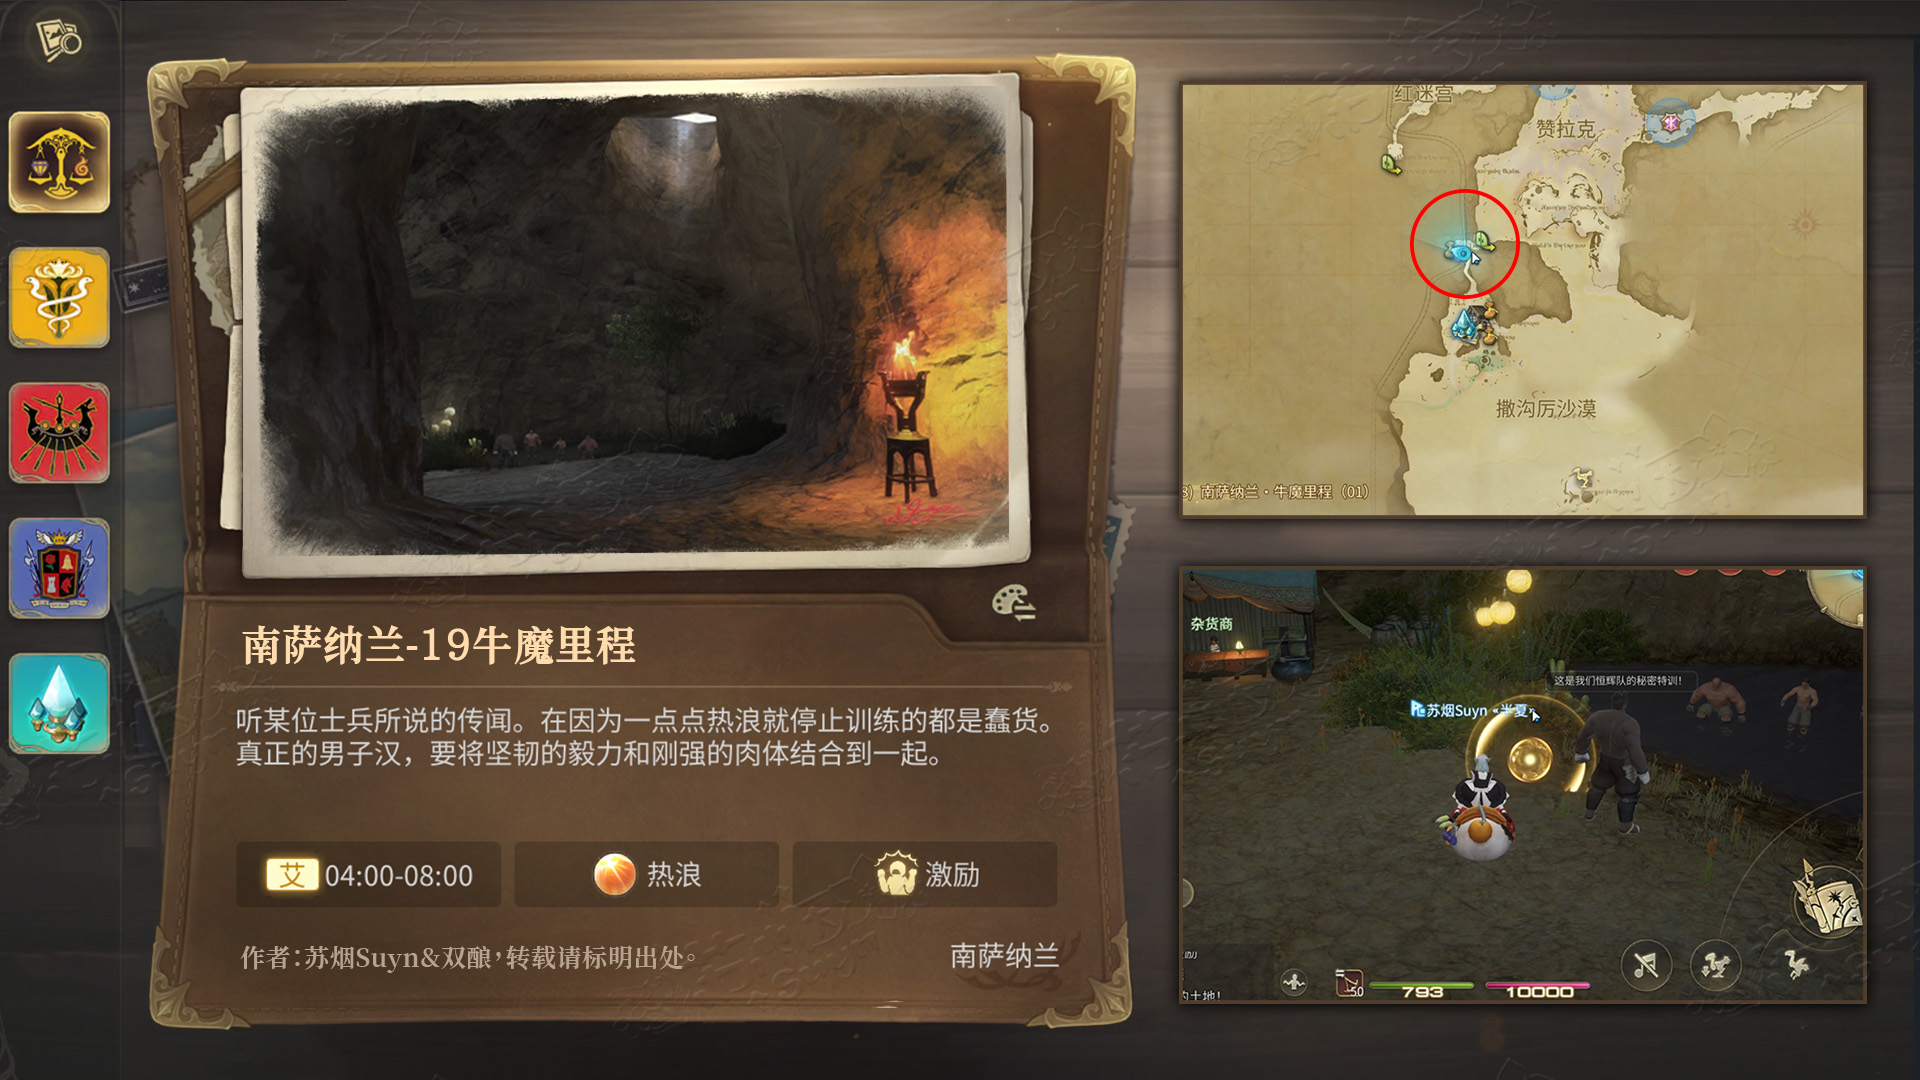 南萨纳兰-19牛魔里程
听某位士兵所说的传闻。在因为一点点热浪就停止训练的都是蠢货。
真正的男子汉，要将坚韧的毅力和刚强的肉体结合到一起。
艾 04:00-08:00
热浪
激励
作者:苏烟Suyn&双酿,转载请标明出处。
南萨纳兰
红迷宫
赞拉克
撒沟厉沙漠
南萨纳兰·牛魔里程（01）
杂货商
这是我们恒辉队的秘密特训！
苏烟Suyn «半夏»
的土地！
50
793
10000